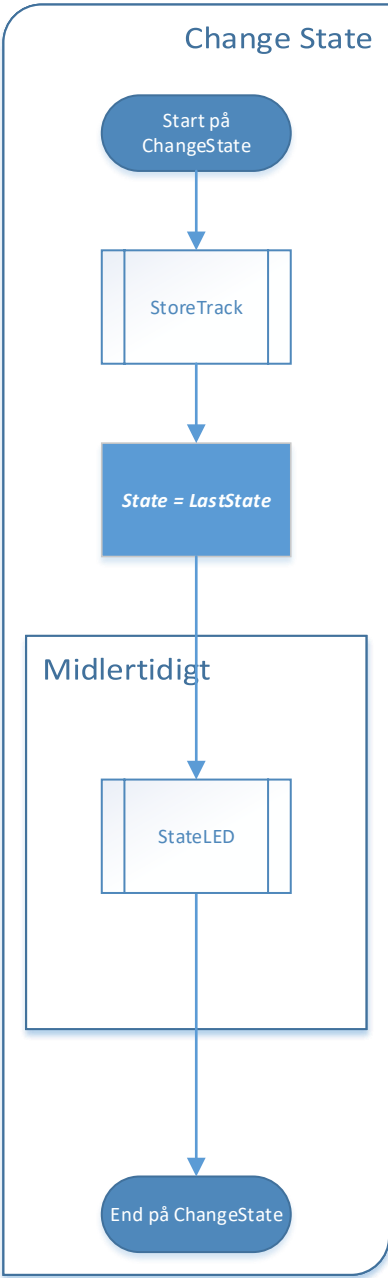 Change State
Start på
ChangeState
StoreTrack
State = LastState
Midlertidigt
StateLED
End på ChangeState